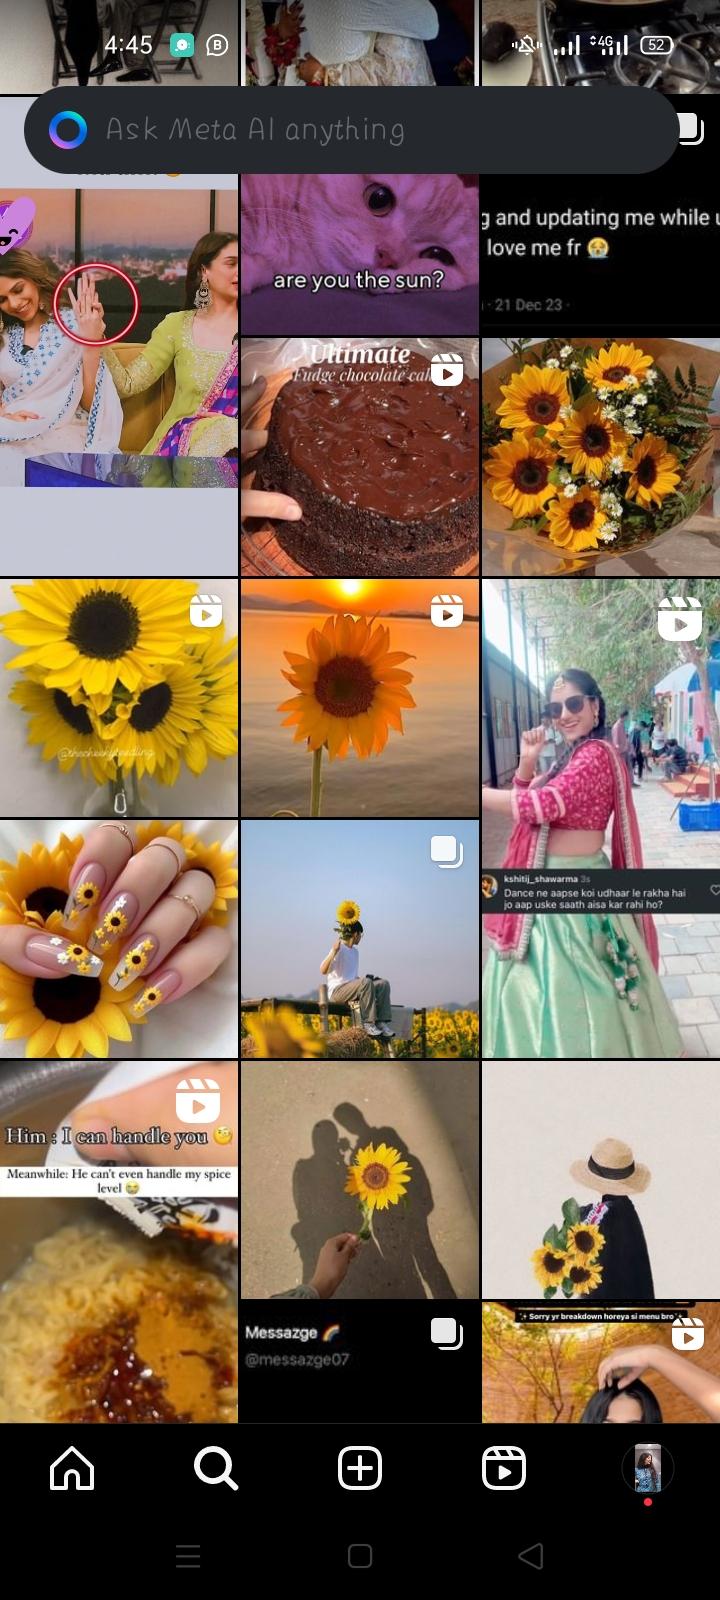 4:45
B
4G
52
Ask Meta AI anything
and updating me while u
love me fr 😭
21 Dec 23
are you the sun?
Ultimate
Fudge chocolate cak
@thecheekyseedling
kshitij_shawarma 3s
Dance ne aapse koi udhaar le rakha hai
jo aap uske saath aisa kar rahi ho?
Him : I can handle you 🧐
Meanwhile: He can't even handle my spice
level 😭
✨ Sorry yr breakdown horeya si menu bro ✨
Messazge 🌈
@messazge07